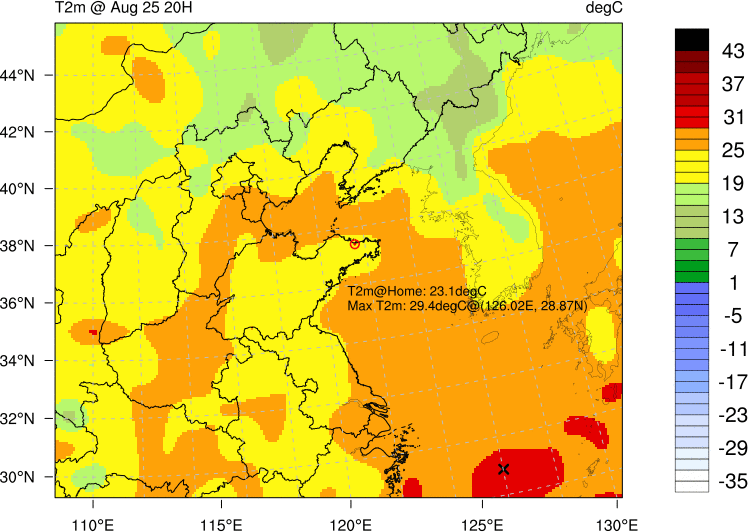 T2m @ Aug 25 20H degC
44°N
42°N
40°N
38°N
36°N
34°N
32°N
30°N
110°E 115°E 120°E 125°E 130°E
T2m@Home: 23.1degC
Max T2m: 29.4degC@(126.02E, 28.87N)
43
37
31
25
19
13
7
1
-5
-11
-17
-23
-29
-35